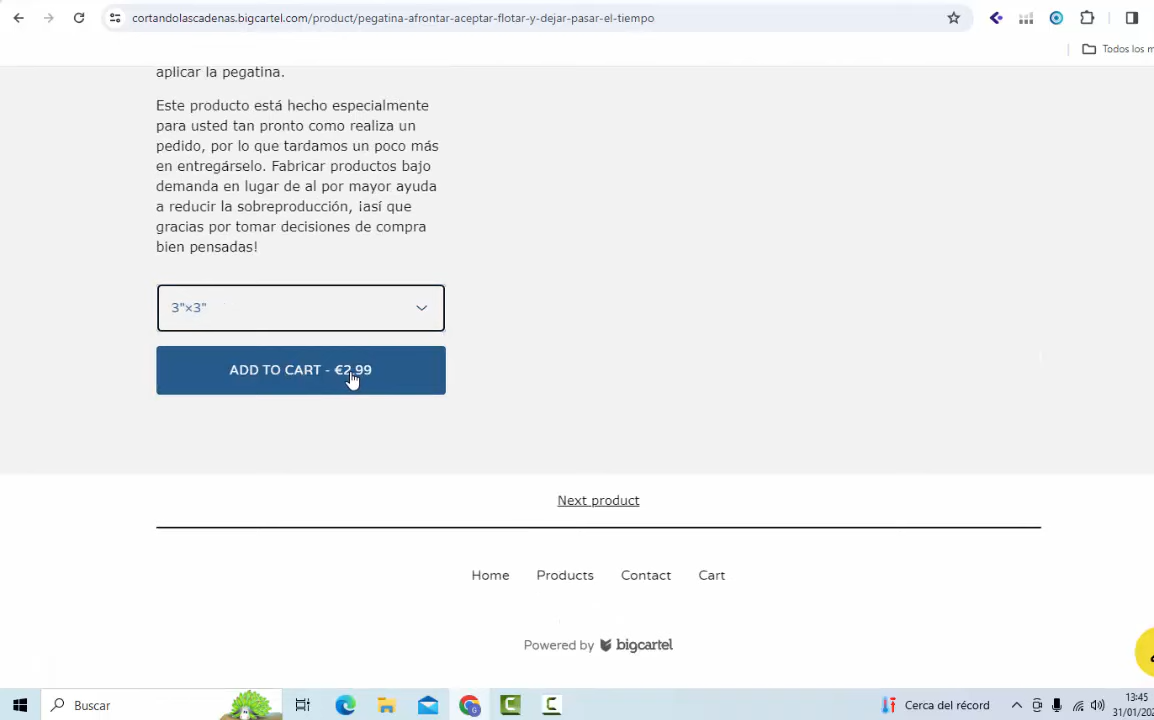 cortandolascadenas.bigcartel.com/product/pegatina-afrontar-aceptar-flotar-y-dejar-pasar-el-tiempo
Todos los m
aplicar la pegatina.
Este producto está hecho especialmente
para usted tan pronto como realiza un
pedido, por lo que tardamos un poco más
en entregárselo. Fabricar productos bajo
demanda en lugar de al por mayor ayuda
a reducir la sobreproducción, ¡así que
gracias por tomar decisiones de compra
bien pensadas!
3″×3″
ADD TO CART - €2.99
Next product
Home Products Contact Cart
Powered by bigcartel
Buscar
Cerca del récord
13:45
31/01/202